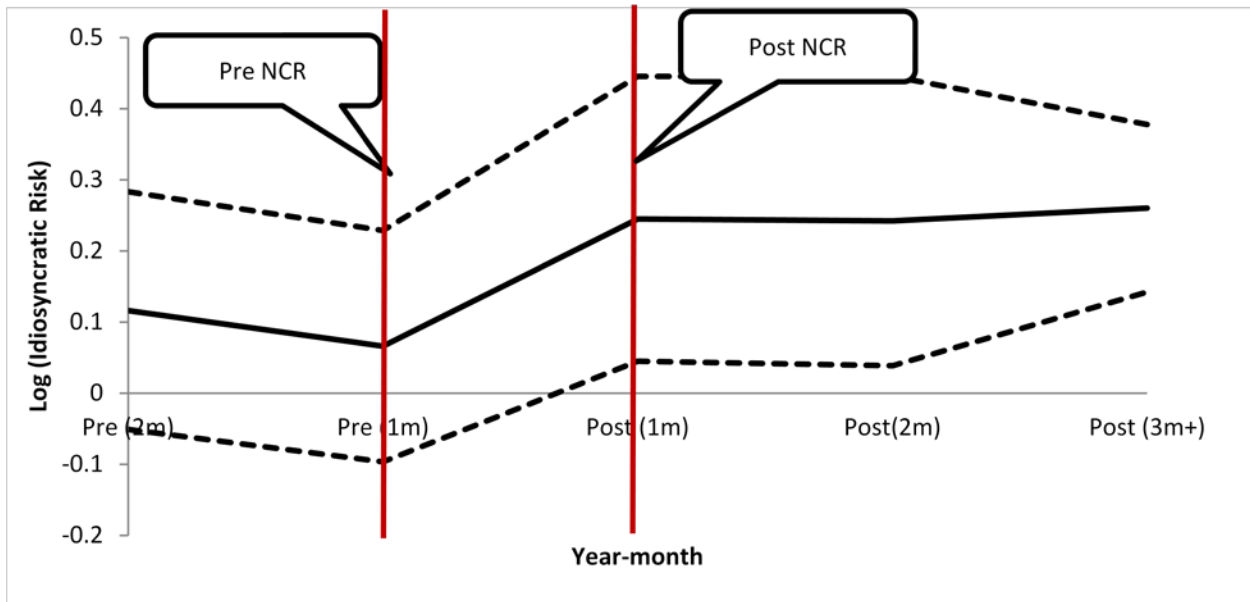 0.5
Pre NCR
Post NCR
0.4
0.3
0.2
0.1
0
Pre (2m)
Pre (1m)
Post (1m)
Post(2m)
Post (3m+)
-0.1
-0.2
Log (Idiosyncratic Risk)
Year-month